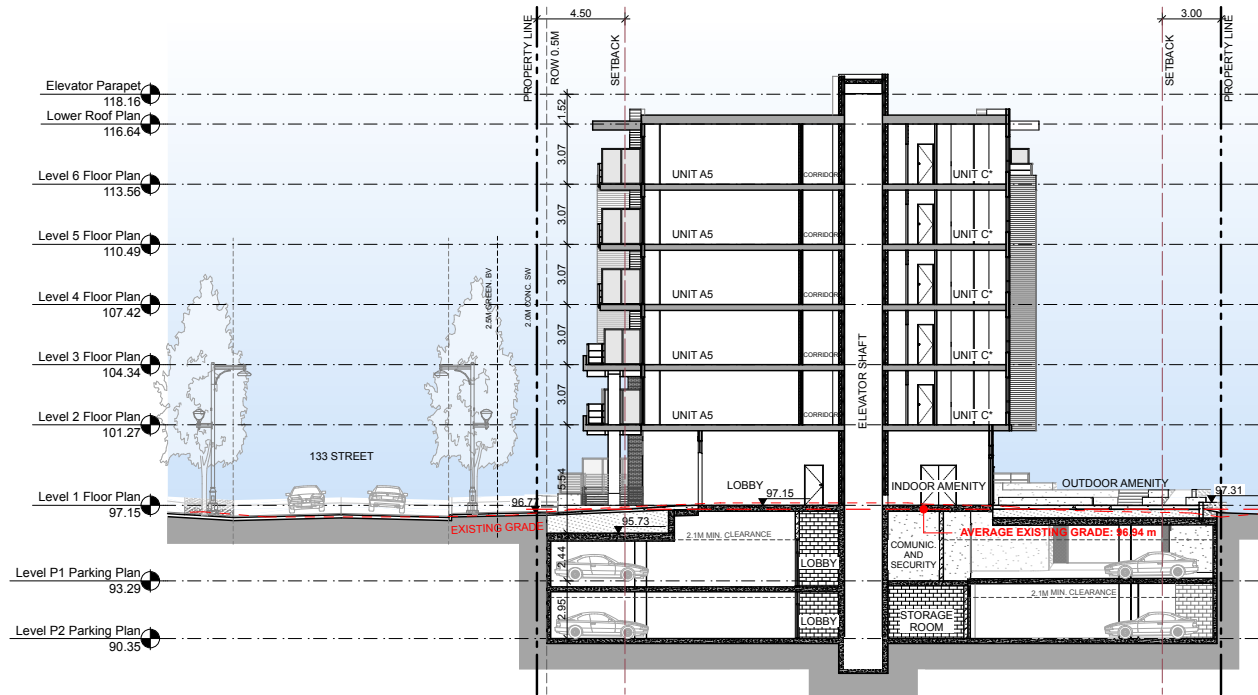 4.50
3.00
PROPERTY LINE
ROW 0.5M
SETBACK
SETBACK
PROPERTY LINE
Elevator Parapet
118.16
1.52
Lower Roof Plan
116.64
3.07
UNIT A5
CORRIDOR
UNIT C*
Level 6 Floor Plan
113.56
3.07
UNIT A5
CORRIDOR
UNIT C*
Level 5 Floor Plan
110.49
3.07
UNIT A5
CORRIDOR
UNIT C*
Level 4 Floor Plan
107.42
2.5M GREEN. BV
2.0M CONC. SW
3.07
UNIT A5
CORRIDOR
UNIT C*
ELEVATOR SHAFT
Level 3 Floor Plan
104.34
3.07
UNIT A5
CORRIDOR
UNIT C*
Level 2 Floor Plan
101.27
133 STREET
5.54
LOBBY
97.15
INDOOR AMENITY
OUTDOOR AMENITY
97.31
Level 1 Floor Plan
97.15
96.77
EXISTING GRADE
95.73
2.1M MIN. CLEARANCE
AVERAGE EXISTING GRADE: 96.94 m
2.44
LOBBY
COMUNIC.
AND
SECURITY
Level P1 Parking Plan
93.29
2.1M MIN. CLEARANCE
2.95
LOBBY
STORAGE
ROOM
Level P2 Parking Plan
90.35